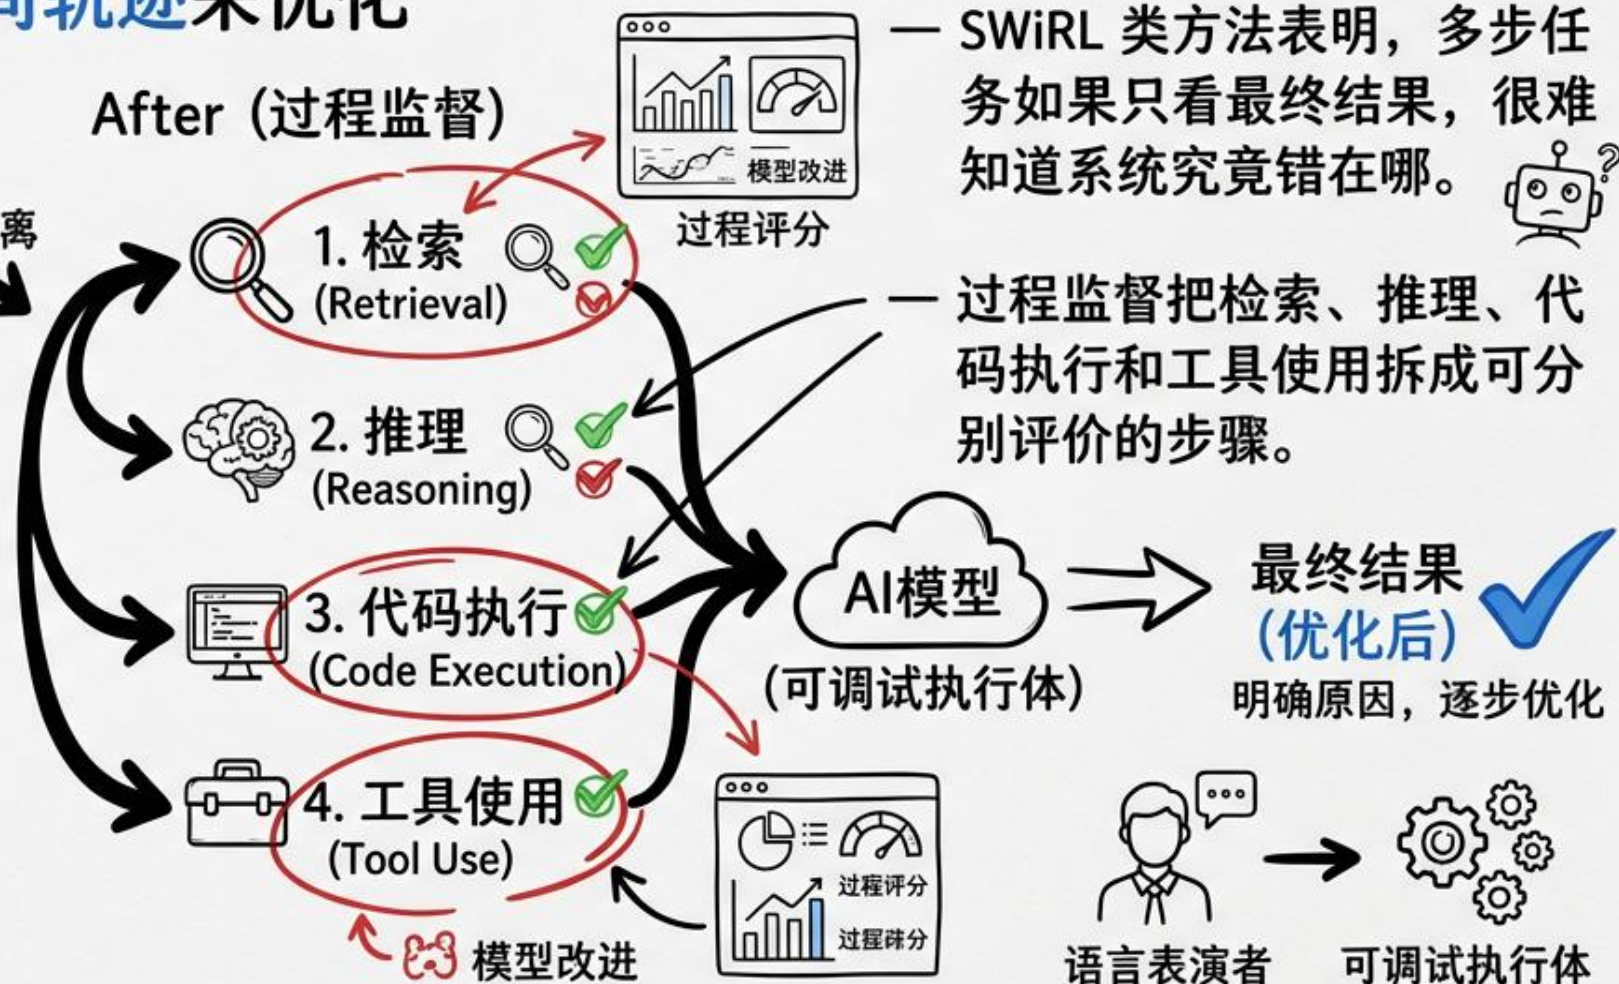 轨迹来优化
After (过程监督)
模型改进
过程评分
— SWiRL 类方法表明，多步任
务如果只看最终结果，很难
知道系统究竟错在哪。
?
离
1. 检索
(Retrieval)
— 过程监督把检索、推理、代
码执行和工具使用拆成可分
别评价的步骤。
2. 推理
(Reasoning)
3. 代码执行
(Code Execution)
AI模型
(可调试执行体)
最终结果
(优化后)
明确原因，逐步优化
4. 工具使用
(Tool Use)
模型改进
过程评分
语言表演者
可调试执行体